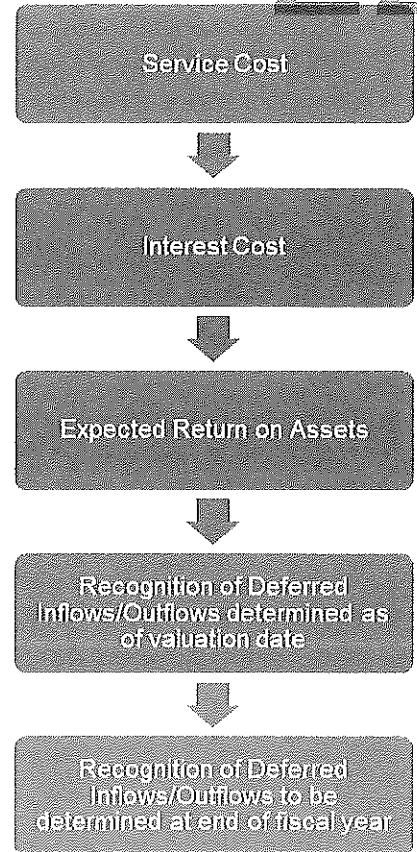 Service Cost
Interest Cost
Expected Return on Assets
Recognition of Deferred
Inflows/Outflows determined as
of valuation date
Recognition of Deferred
Inflows/Outflows to be
determined at end of fiscal year